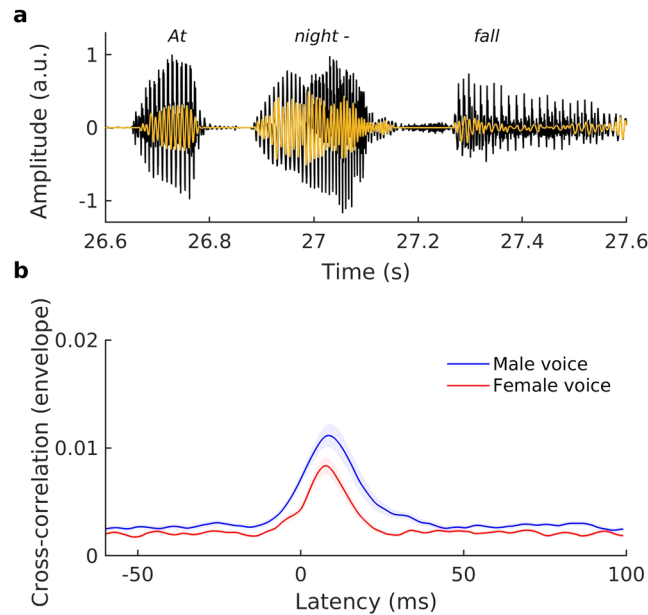 a
At night - fall
Amplitude (a.u.)
1
0
-1
26.6 26.8 27 27.2 27.4 27.6
Time (s)
b
Cross-correlation (envelope)
0.02
0.01
0
Male voice
Female voice
-50 0 50 100
Latency (ms)